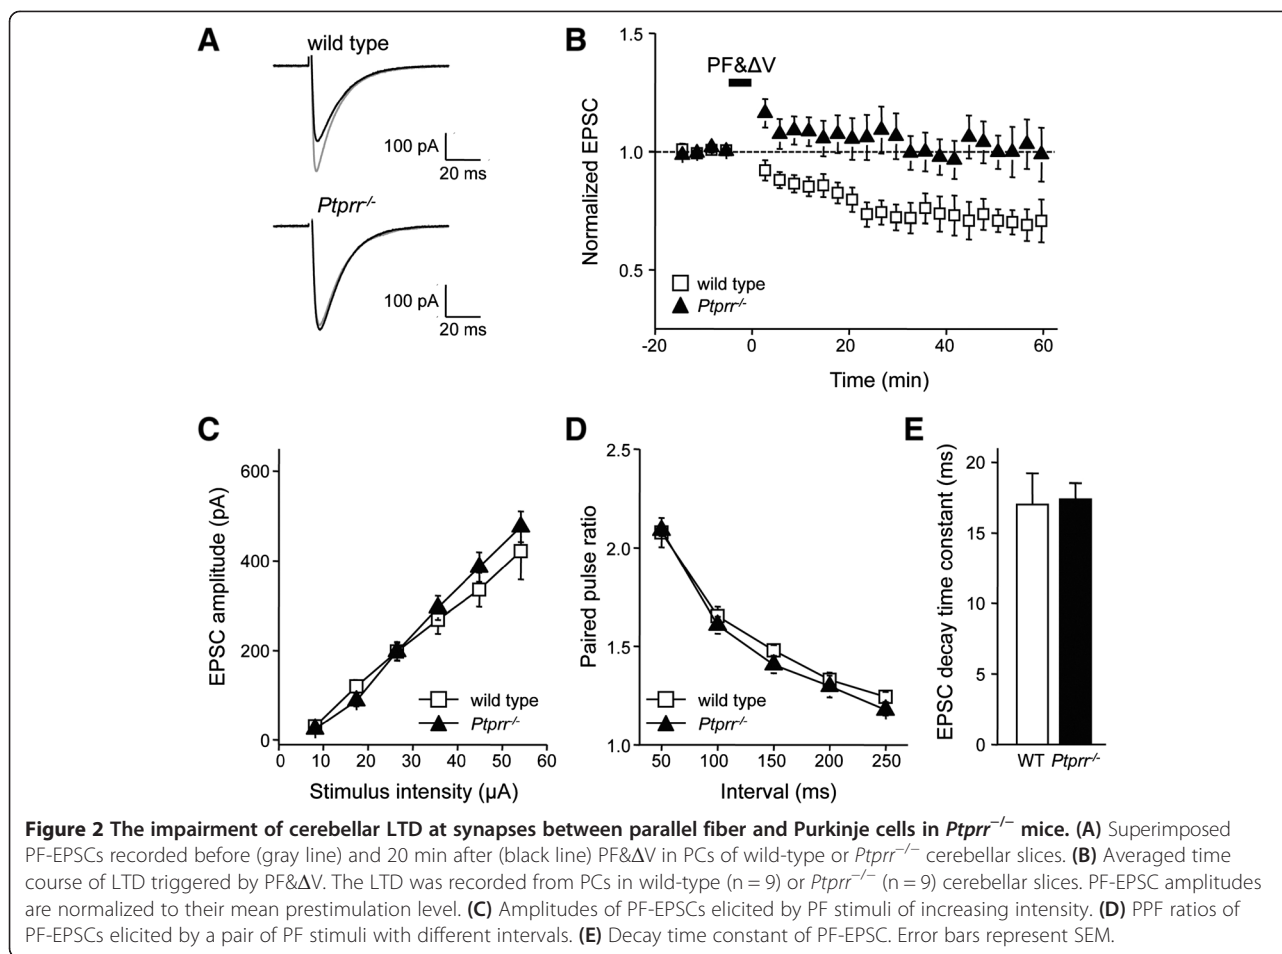 A
wild type
100 pA
20 ms
Ptprr-/-
100 pA
20 ms
B
1.5
PF&ΔV
1.0
0.5
Normalized EPSC
wild type
Ptprr-/-
-20
0
20
40
60
Time (min)
C
600
400
200
0
EPSC amplitude (pA)
wild type
Ptprr-/-
0
10
20
30
40
50
60
Stimulus intensity (µA)
D
2.5
2.0
1.5
1.0
Paired pulse ratio
wild type
Ptprr-/-
50
100
150
200
250
Interval (ms)
E
20
15
10
5
0
EPSC decay time constant (ms)
WT Ptprr-/-
Figure 2 The impairment of cerebellar LTD at synapses between parallel fiber and Purkinje cells in Ptprr−/− mice. (A) Superimposed
PF-EPSCs recorded before (gray line) and 20 min after (black line) PF&ΔV in PCs of wild-type or Ptprr−/− cerebellar slices. (B) Averaged time
course of LTD triggered by PF&ΔV. The LTD was recorded from PCs in wild-type (n = 9) or Ptprr−/− (n = 9) cerebellar slices. PF-EPSC amplitudes
are normalized to their mean prestimulation level. (C) Amplitudes of PF-EPSCs elicited by PF stimuli of increasing intensity. (D) PPF ratios of
PF-EPSCs elicited by a pair of PF stimuli with different intervals. (E) Decay time constant of PF-EPSC. Error bars represent SEM.